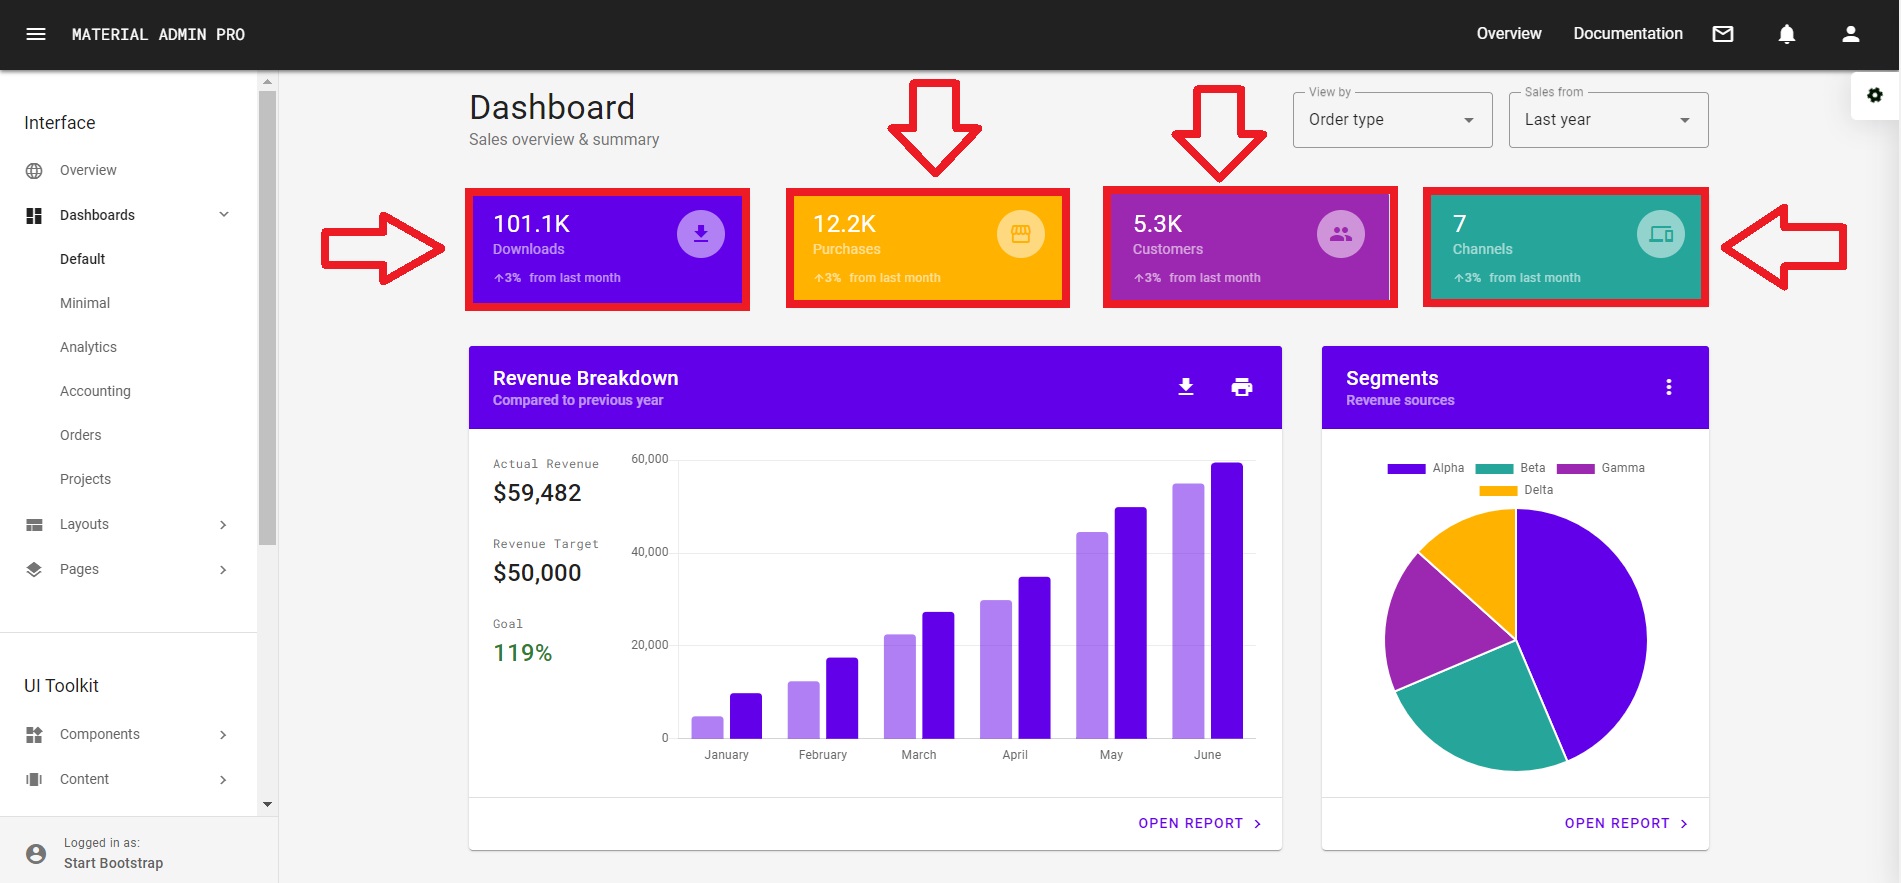 MATERIAL ADMIN PRO
Overview
Documentation
Interface
Overview
Dashboards
Default
Minimal
Analytics
Accounting
Orders
Projects
Layouts
Pages
UI Toolkit
Components
Content
Logged in as:
Start Bootstrap
Dashboard
Sales overview & summary
View by
Order type
Sales from
Last year
101.1K
Downloads
↑3% from last month
12.2K
Purchases
↑3% from last month
5.3K
Customers
↑3% from last month
7
Channels
↑3% from last month
Revenue Breakdown
Compared to previous year
Actual Revenue
$59,482
Revenue Target
$50,000
Goal
119%
60,000
40,000
20,000
0
January February March April May June
OPEN REPORT
Segments
Revenue sources
Alpha Beta Gamma
Delta
OPEN REPORT